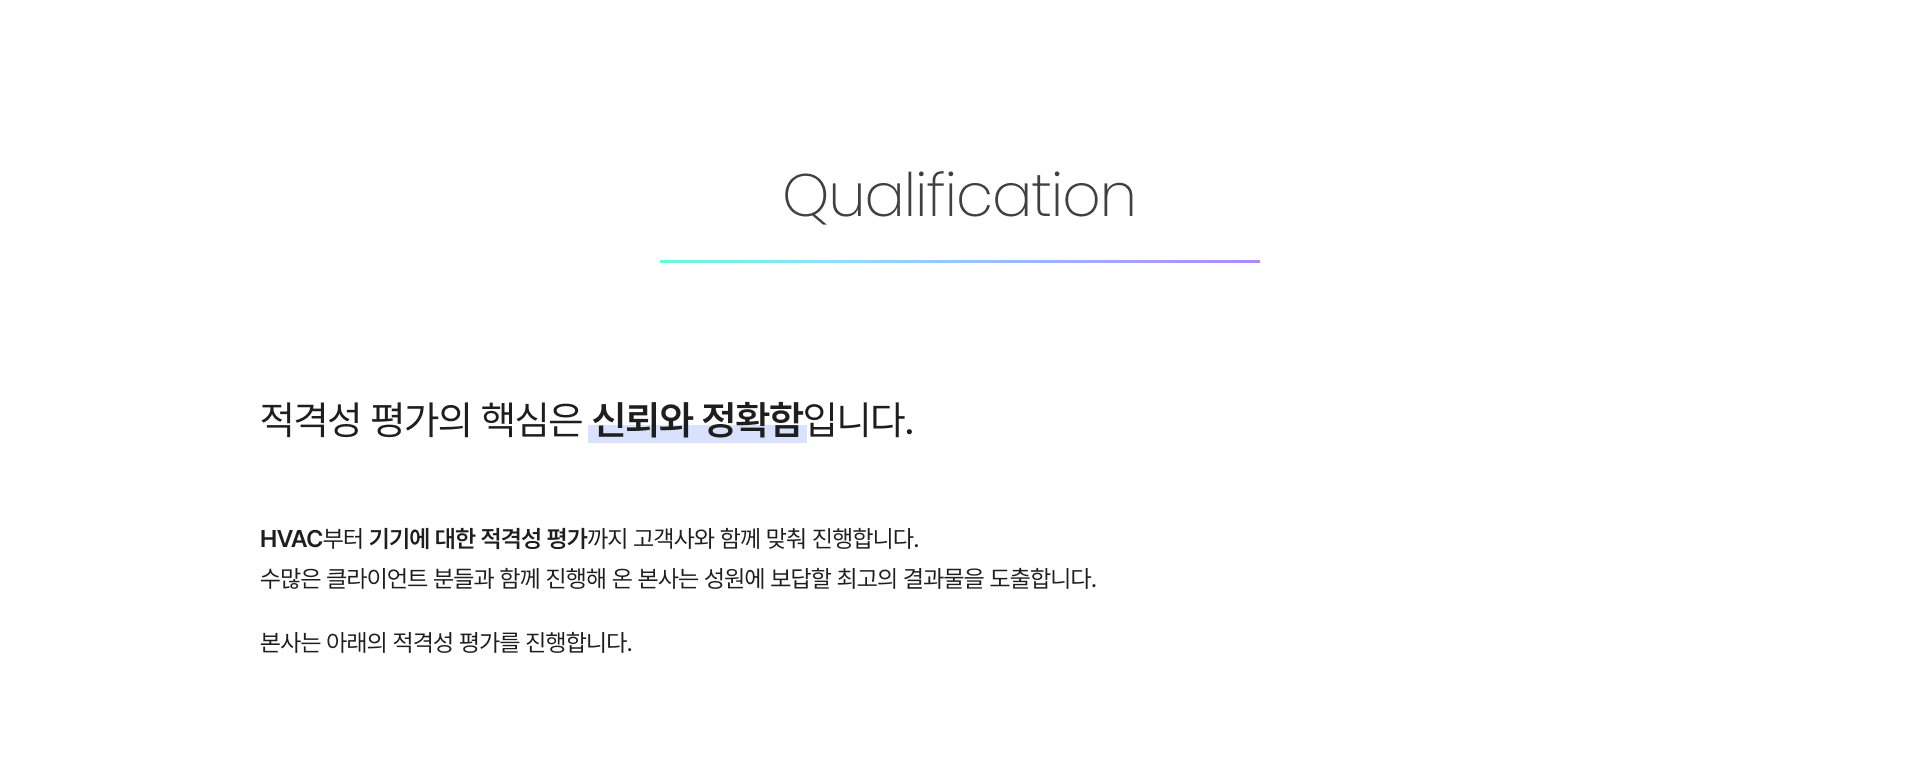 Qualification
적격성 평가의 핵심은 신뢰와 정확함입니다.
HVAC부터 기기에 대한 적격성 평가까지 고객사와 함께 맞춰 진행합니다.
수많은 클라이언트 분들과 함께 진행해 온 본사는 성원에 보답할 최고의 결과물을 도출합니다.
본사는 아래의 적격성 평가를 진행합니다.